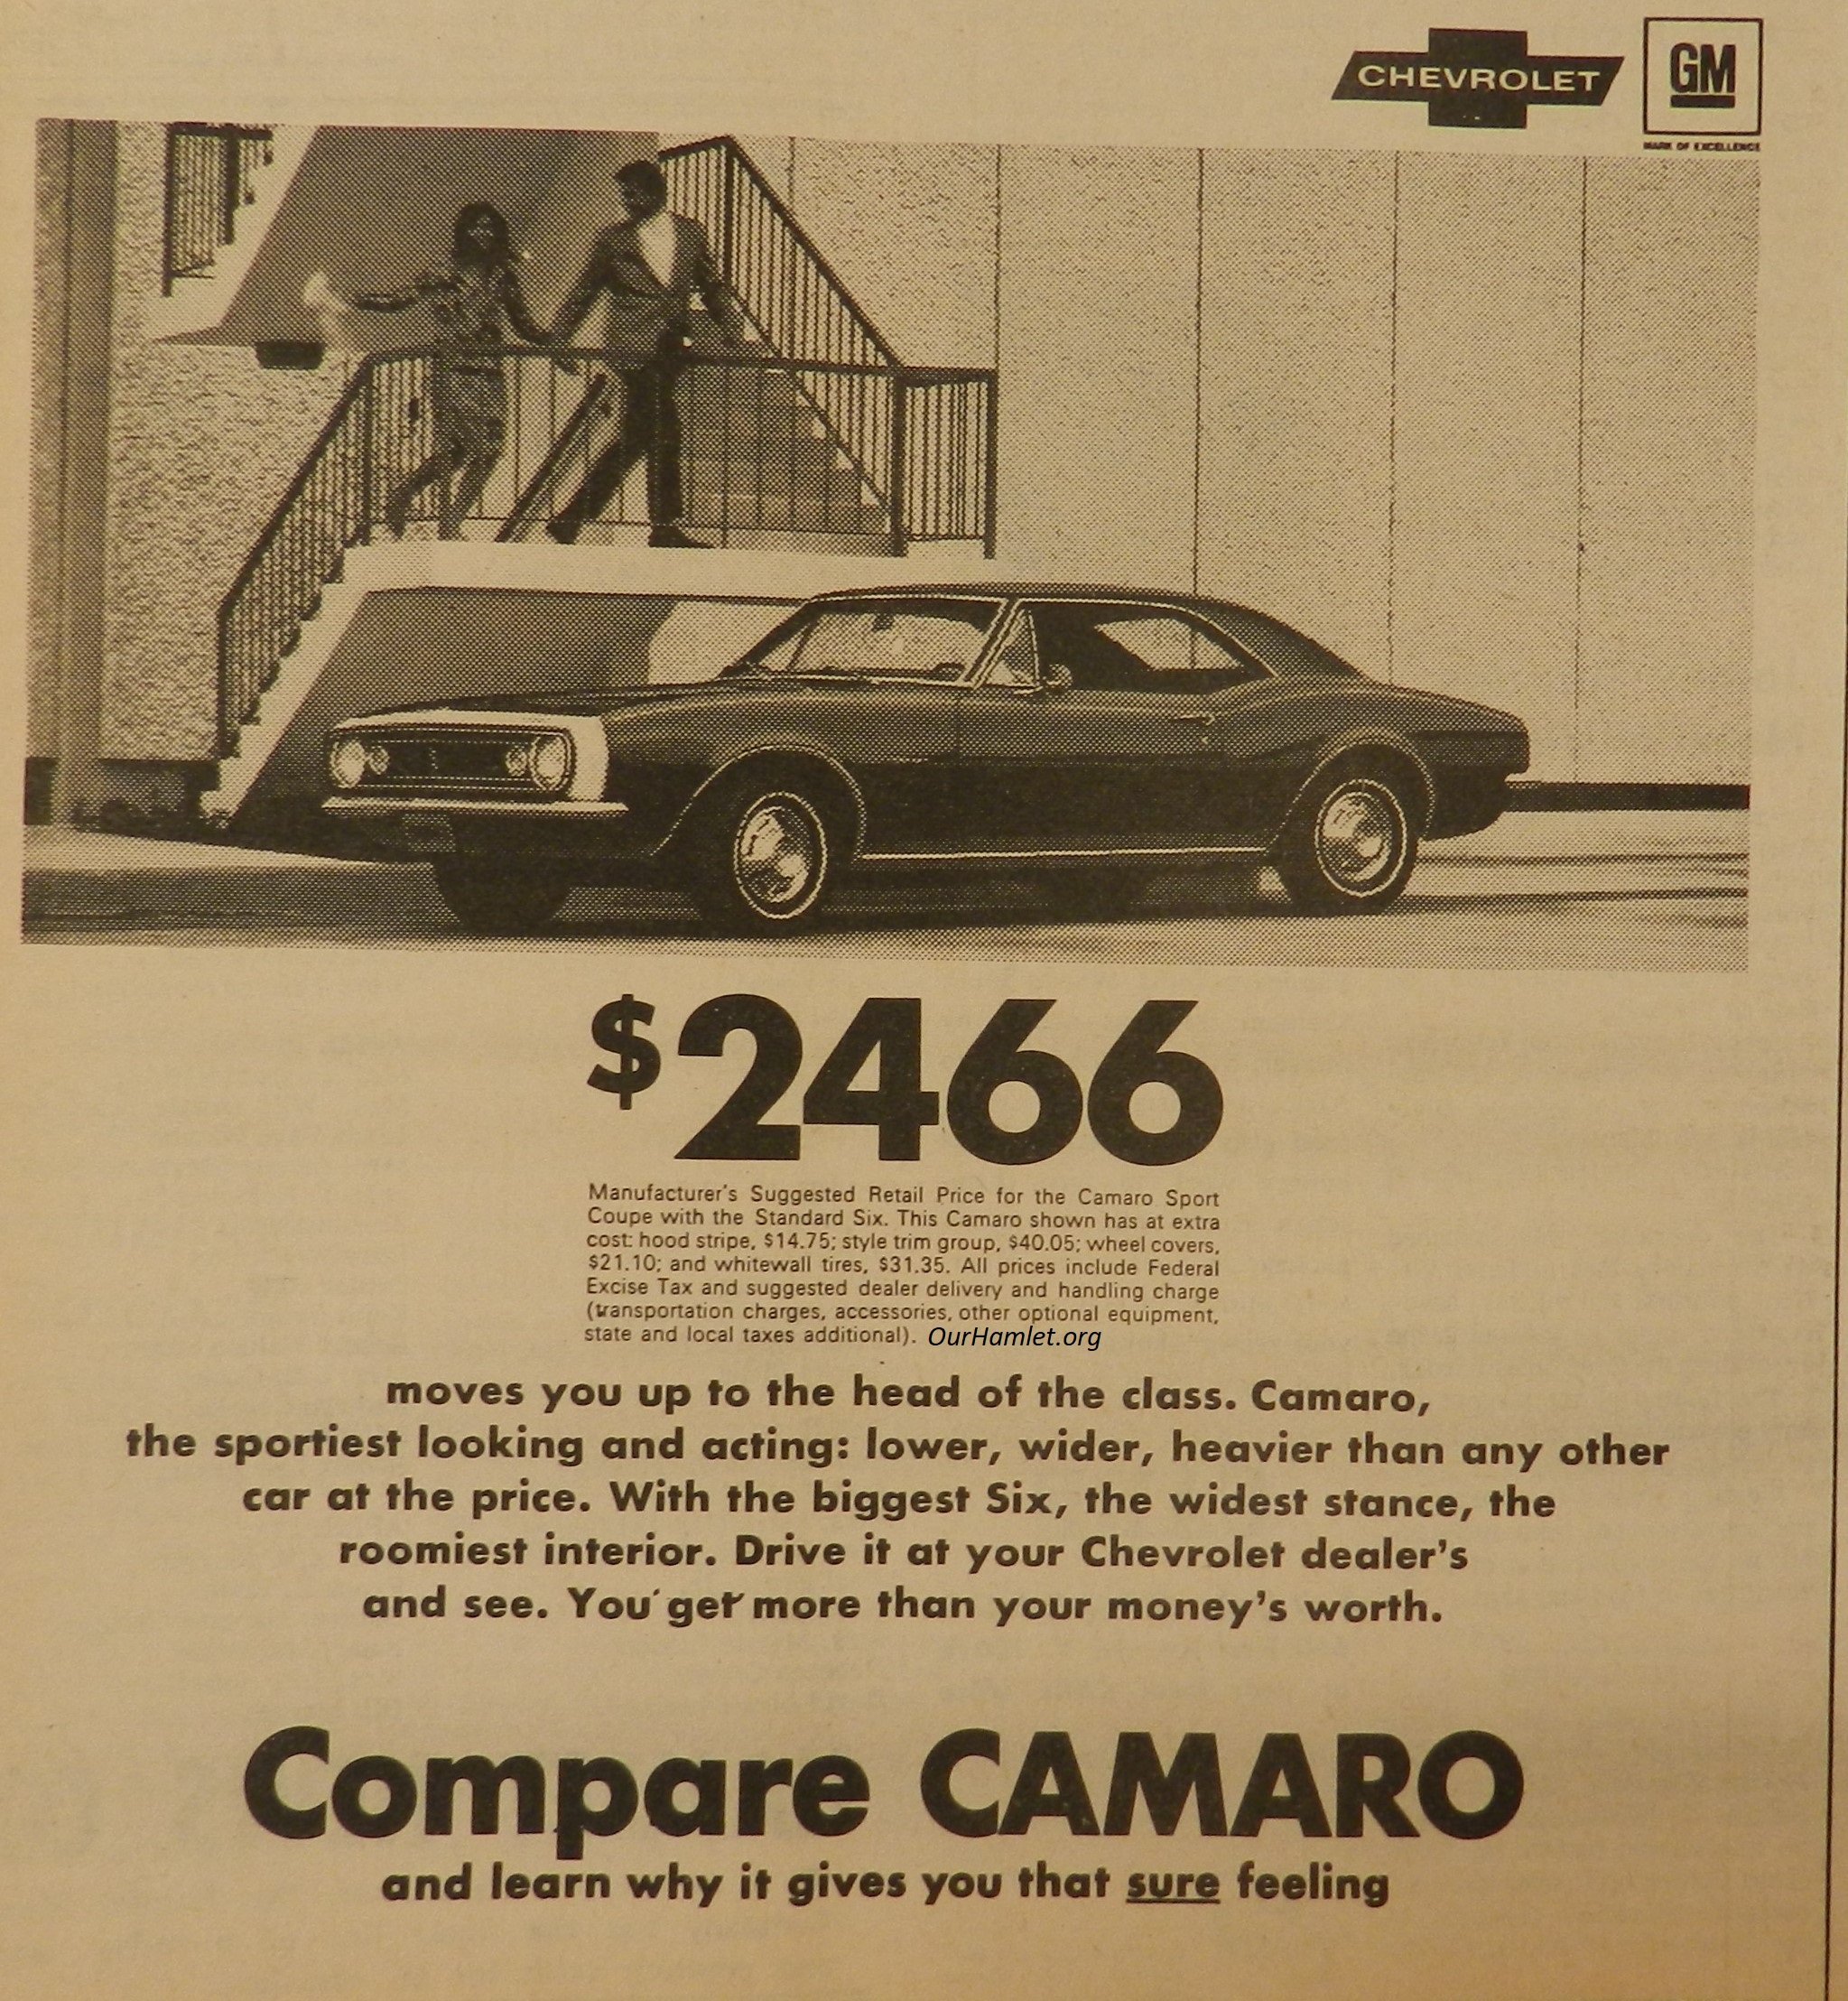 CHEVROLET
GM
MARK OF EXCELLENCE
$2466
Manufacturer's Suggested Retail Price for the Camaro Sport
Coupe with the Standard Six. This Camaro shown has at extra
cost: hood stripe, $14.75; style trim group, $40.05; wheel covers,
$21.10; and whitewall tires, $31.35. All prices include Federal
Excise Tax and suggested dealer delivery and handling charge
(transportation charges, accessories, other optional equipment,
state and local taxes additional). OurHamlet.org
moves you up to the head of the class. Camaro,
the sportiest looking and acting: lower, wider, heavier than any other
car at the price. With the biggest Six, the widest stance, the
roomiest interior. Drive it at your Chevrolet dealer's
and see. You get more than your money's worth.
Compare CAMARO
and learn why it gives you that sure feeling